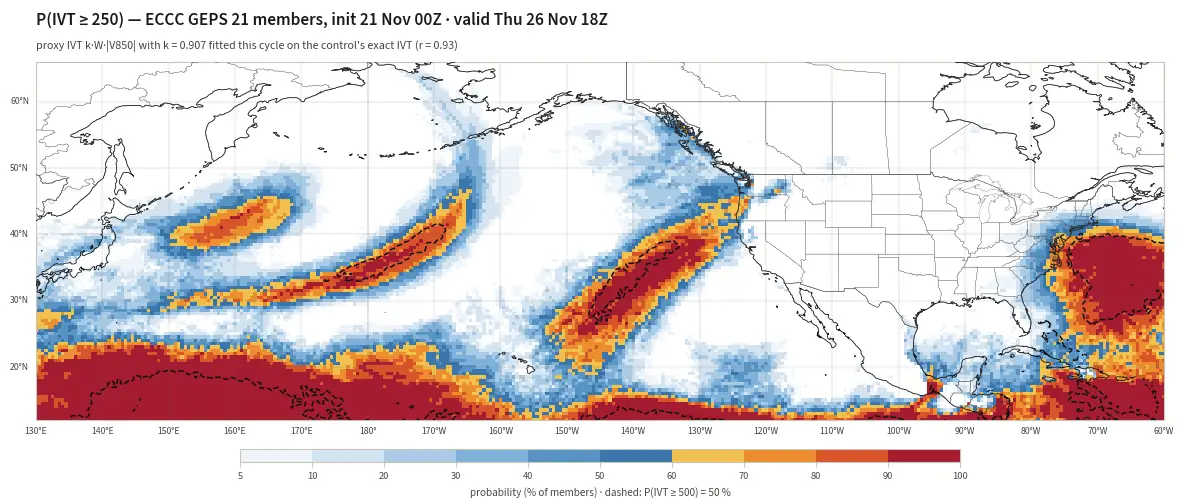 P(IVT ≥ 250) — ECCC GEPS 21 members, init 21 Nov 00Z · valid Thu 26 Nov 18Z
proxy IVT k·W·|V850| with k = 0.907 fitted this cycle on the control's exact IVT (r = 0.93)
60°N
50°N
40°N
30°N
20°N
130°E 140°E 150°E 160°E 170°E 180° 170°W 160°W 150°W 140°W 130°W 120°W 110°W 100°W 90°W 80°W 70°W 60°W
5 10 20 30 40 50 60 70 80 90 100
probability (% of members) · dashed: P(IVT ≥ 500) = 50 %